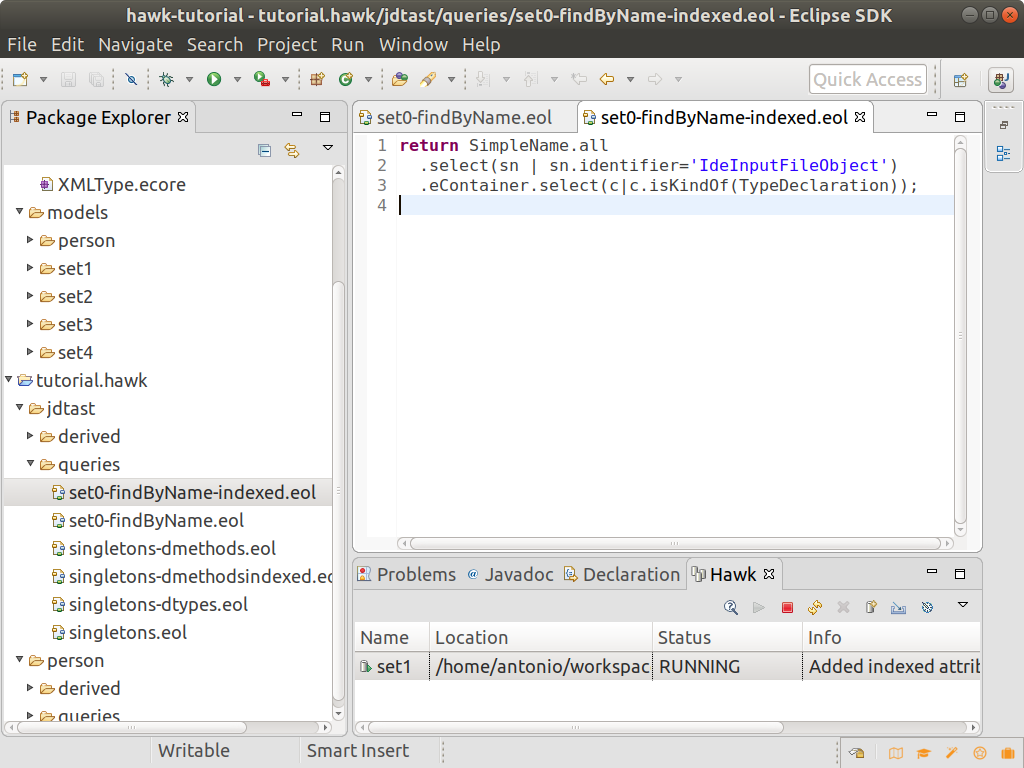 hawk-tutorial - tutorial.hawk/jdtast/queries/set0-findByName-indexed.eol - Eclipse SDK
File Edit Navigate Search Project Run Window Help
Quick Access
Package Explorer
XMLType.ecore
models
person
set1
set2
set3
set4
tutorial.hawk
jdtast
derived
queries
set0-findByName-indexed.eol
set0-findByName.eol
singletons-dmethods.eol
singletons-dmethodsindexed.eo
singletons-dtypes.eol
singletons.eol
person
derived
queries
set0-findByName.eol set0-findByName-indexed.eol
1 return SimpleName.all
2 .select(sn | sn.identifier='IdeInputFileObject')
3 .eContainer.select(c|c.isKindOf(TypeDeclaration));
4
Problems @ Javadoc Declaration Hawk
Name Location Status Info
set1 /home/antonio/workspac RUNNING Added indexed attrib
Writable Smart Insert